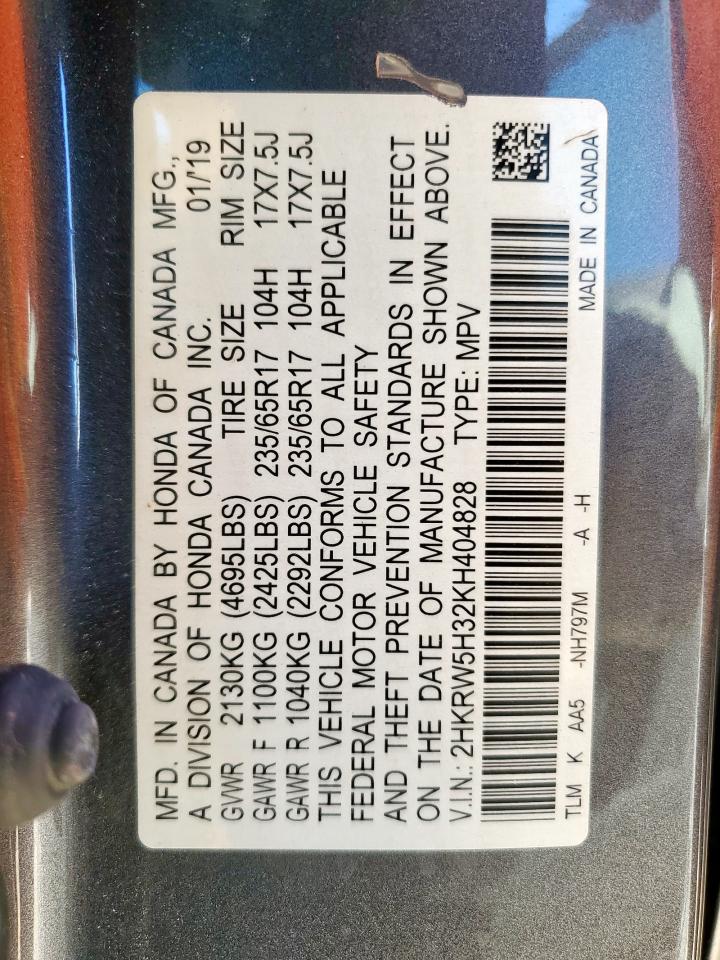 MFD. IN CANADA BY HONDA OF CANADA MFG.,
A DIVISION OF HONDA CANADA INC. 01/'19
GVWR 2130KG (4695LBS) TIRE SIZE RIM SIZE
GAWR F 1100KG (2425LBS) 235/65R17 104H 17X7.5J
GAWR R 1040KG (2292LBS) 235/65R17 104H 17X7.5J
THIS VEHICLE CONFORMS TO ALL APPLICABLE
FEDERAL MOTOR VEHICLE SAFETY
AND THEFT PREVENTION STANDARDS IN EFFECT
ON THE DATE OF MANUFACTURE SHOWN ABOVE.
V.I.N.: 2HKRW5H32KH404828 TYPE: MPV
TLM K AA5 -NH797M -A -H MADE IN CANADA